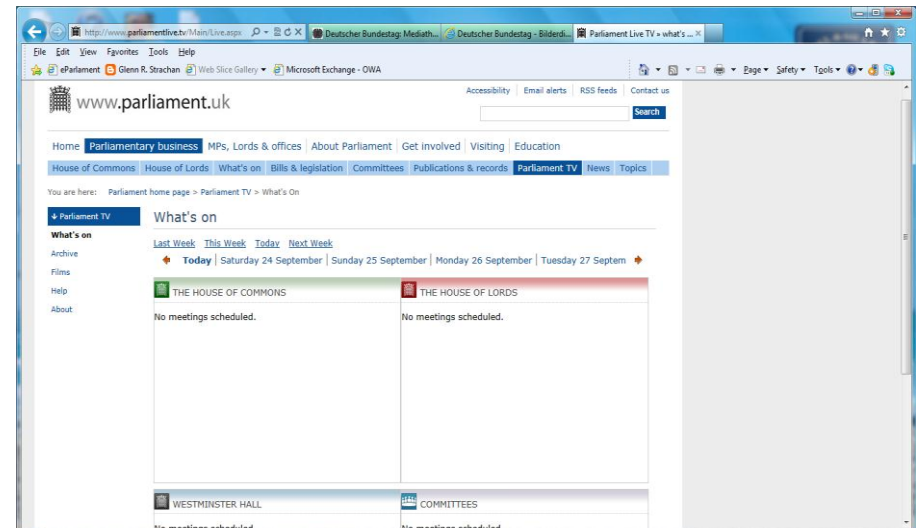 http://www.parliamentlive.tv/Main/Live.aspx Deutscher Bundestag: Mediath... Deutscher Bundestag - Bilderdi... Parliament Live TV » what's ...
File Edit View Favorites Tools Help
eParlament Glenn R. Strachan Web Slice Gallery Microsoft Exchange - OWA Page Safety Tools
Accessibility Email alerts RSS feeds Contact us
www.parliament.uk
Search
Home Parliamentary business MPs, Lords & offices About Parliament Get involved Visiting Education
House of Commons House of Lords What's on Bills & legislation Committees Publications & records Parliament TV News Topics
You are here: Parliament home page > Parliament TV > What's On
Parliament TV
What's on
Archive
Films
Help
About
What's on
Last Week This Week Today Next Week
Today | Saturday 24 September | Sunday 25 September | Monday 26 September | Tuesday 27 Septem
THE HOUSE OF COMMONS
No meetings scheduled.
THE HOUSE OF LORDS
No meetings scheduled.
WESTMINSTER HALL
No meetings scheduled.
COMMITTEES
No meetings scheduled.